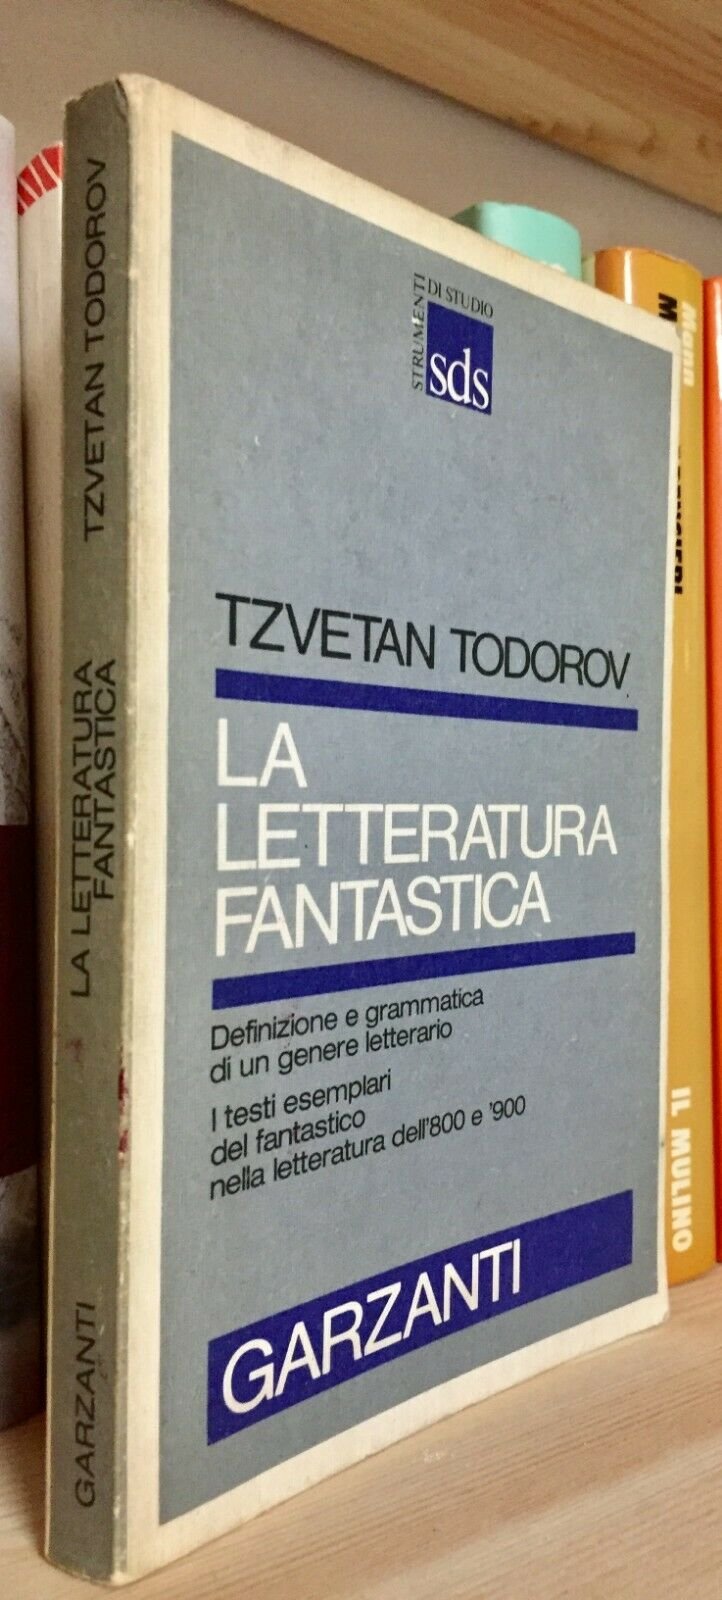 TZVETAN TODOROV
LA LETTERATURA
FANTASTICA
GARZANTI
STRUMENTI
DI STUDIO
sds
TZVETAN TODOROV
LA
LETTERATURA
FANTASTICA
Definizione e grammatica
di un genere letterario
I testi esemplari
del fantastico
nella letteratura dell'800 e '900
GARZANTI
IL MULINO